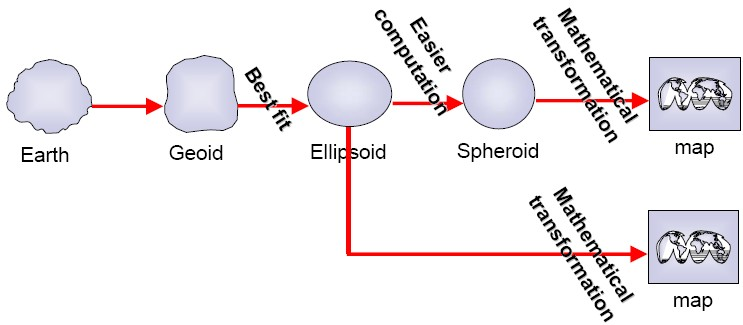 Earth
Geoid
Best fit
Ellipsoid
Easier
computation
Spheroid
Mathematical
transformation
map
Mathematical
transformation
map